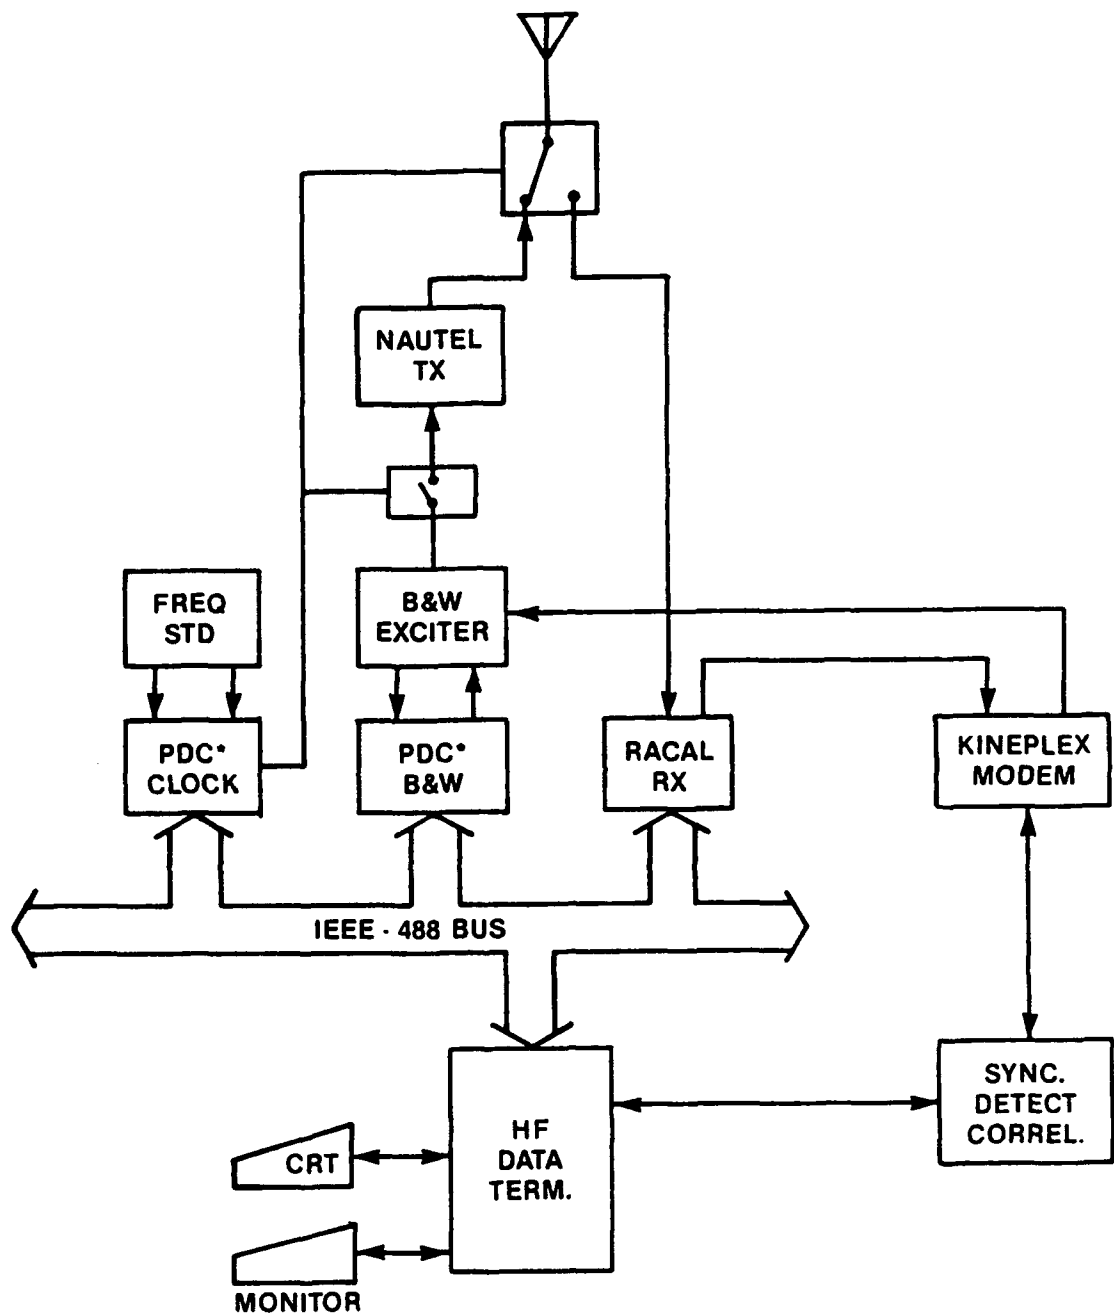 NAUTEL
TX
FREQ
STD
B&W
EXCITER
PDC*
CLOCK
PDC*
B&W
RACAL
RX
KINEPLEX
MODEM
IEEE - 488 BUS
HF
DATA
TERM.
SYNC.
DETECT
CORREL.
CRT
MONITOR